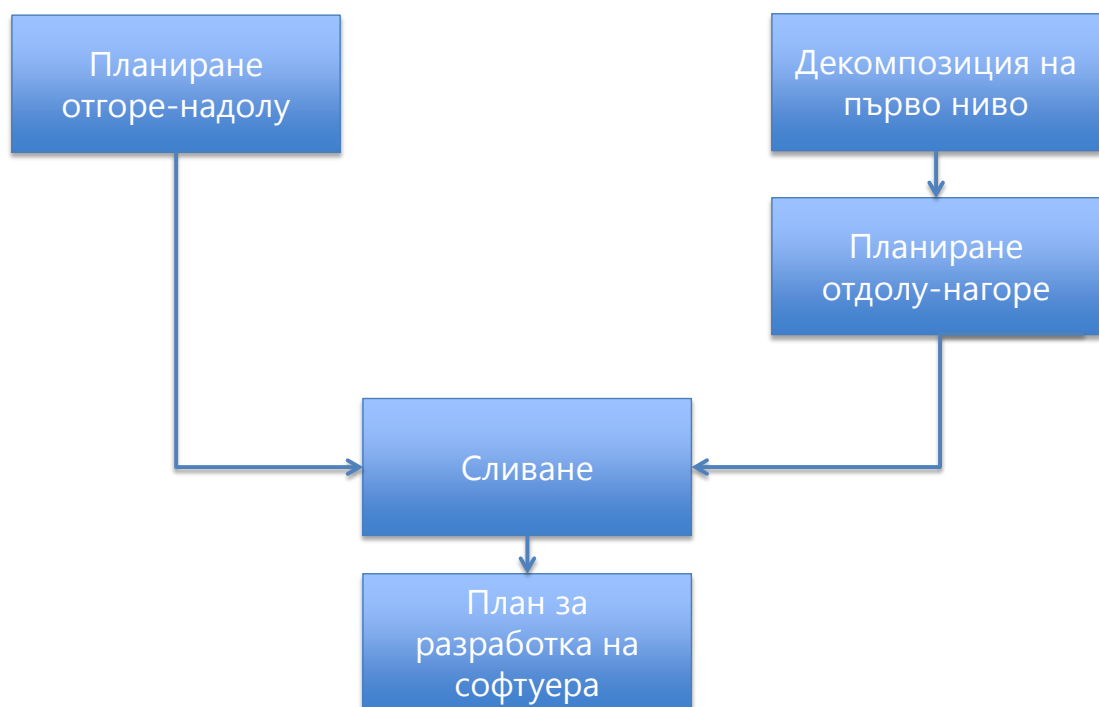 Планиране
отгоре-надолу
Декомпозиция на
първо ниво
Планиране
отдолу-нагоре
Сливане
План за
разработка на
софтуера